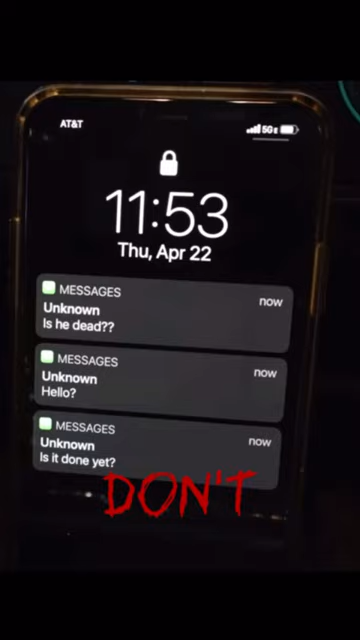 AT&T 5GE
11:53
Thu, Apr 22
MESSAGES now
Unknown
Is he dead??
MESSAGES now
Unknown
Hello?
MESSAGES now
Unknown
Is it done yet?
DON'T